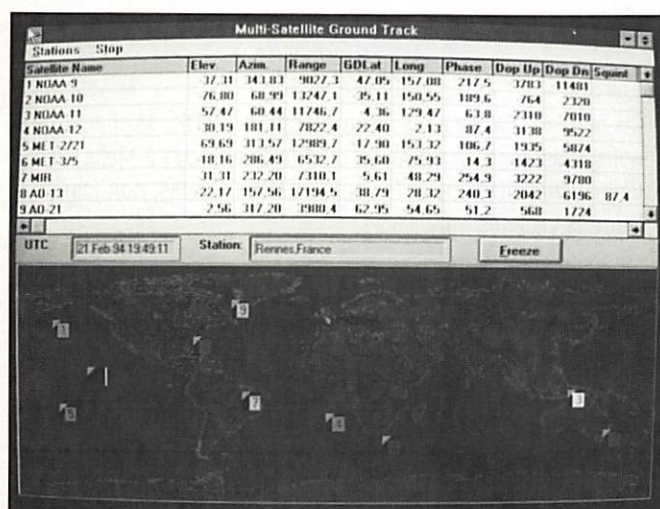 Multi-Satellite Ground Track
Stations Stop
Satellite Name Elev. Azim. Range GDLat Long Phase Dop Up Dop Dn Squint
1 NOAA-9 -37,31 343,83 9027,3 47,05 -157,08 217,5 3783 11481
2 NOAA-10 -76,80 68,99 13247,1 -35,11 150,55 189,6 764 2320
3 NOAA-11 -57,47 60,44 11746,7 4,36 129,47 63,8 2310 7010
4 NOAA-12 -30,19 181,11 7822,4 -22,40 2,13 87,4 3138 9522
5 MET-2/21 -69,69 313,57 12989,7 -17,90 -153,32 106,7 1935 5874
6 MET-3/5 -18,16 286,49 6532,7 35,60 -75,93 14,3 1423 4318
7 MIR -31,31 232,20 7310,1 -5,61 -48,29 254,9 3222 9780
8 AO-13 -22,17 157,56 17194,5 -38,79 28,32 240,3 -2042 6196 87,4
9 AO-21 -2,56 317,20 3980,4 62,95 -54,65 51,2 568 1724
UTC 21 Feb 94 19:49:11 Station: Rennes,France Freeze
9
1
5
7
4
3